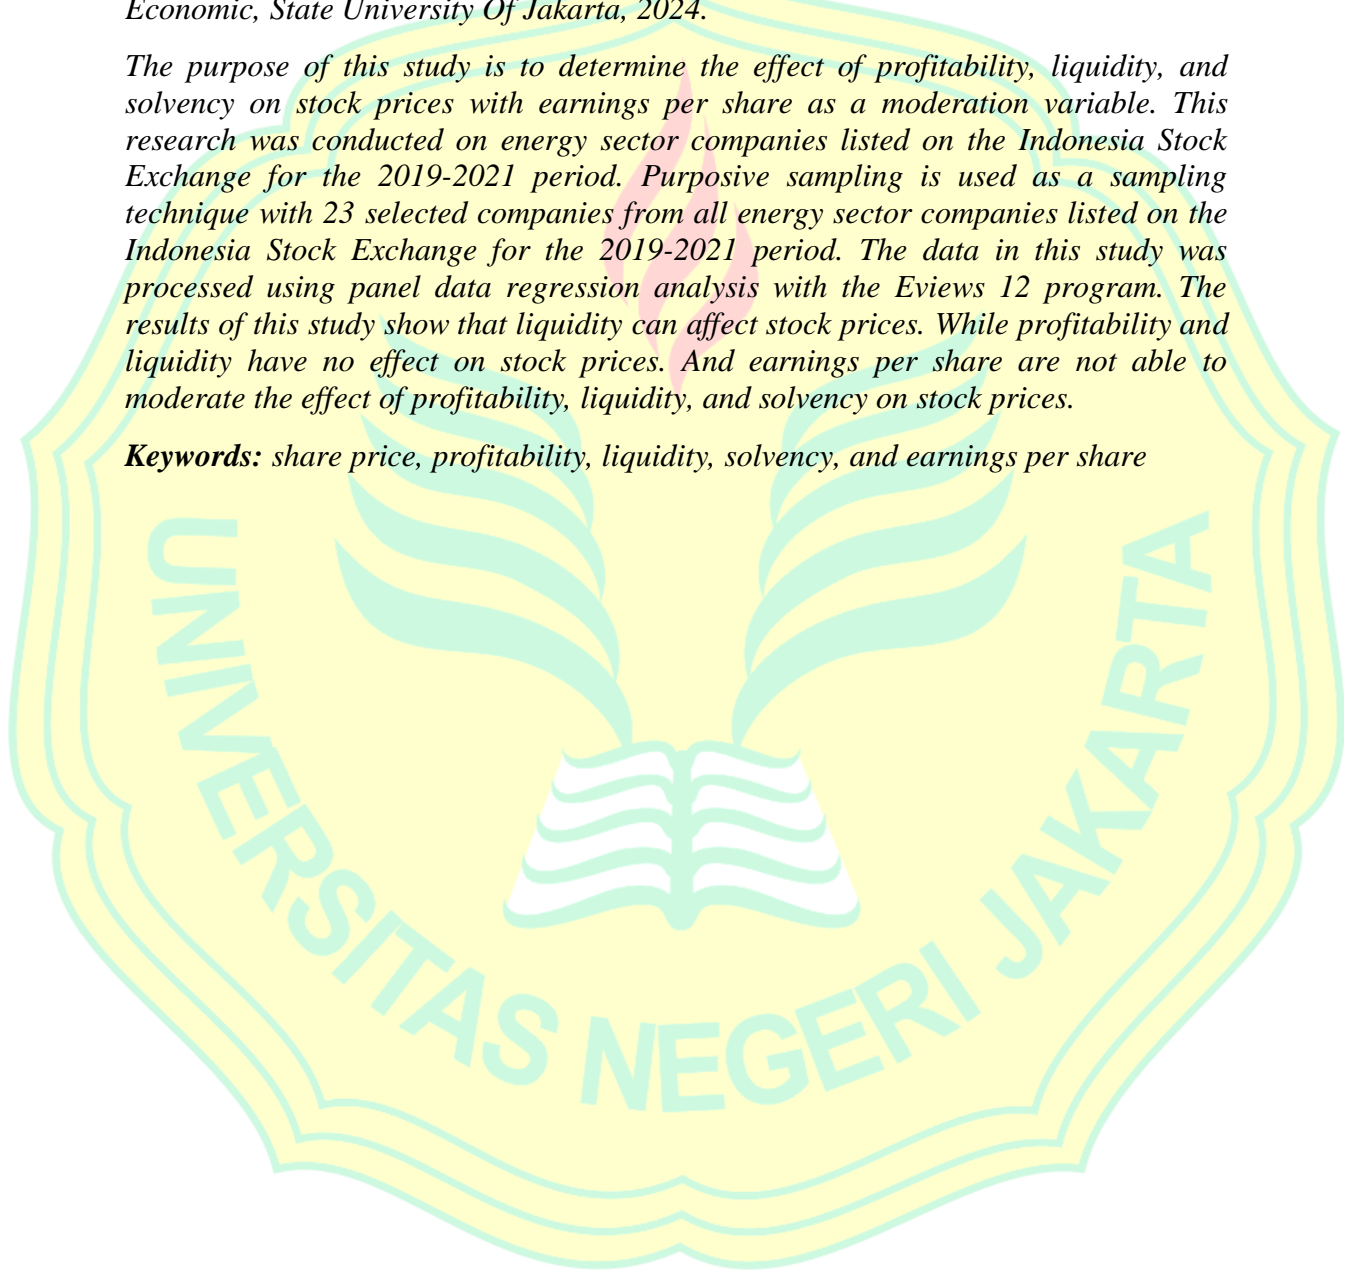 Economic, State University Of Jakarta, 2024.
The purpose of this study is to determine the effect of profitability, liquidity, and
solvency on stock prices with earnings per share as a moderation variable. This
research was conducted on energy sector companies listed on the Indonesia Stock
Exchange for the 2019-2021 period. Purposive sampling is used as a sampling
technique with 23 selected companies from all energy sector companies listed on the
Indonesia Stock Exchange for the 2019-2021 period. The data in this study was
processed using panel data regression analysis with the Eviews 12 program. The
results of this study show that liquidity can affect stock prices. While profitability and
liquidity have no effect on stock prices. And earnings per share are not able to
moderate the effect of profitability, liquidity, and solvency on stock prices.
Keywords: share price, profitability, liquidity, solvency, and earnings per share
UNIVERSITAS NEGERI JAKARTA